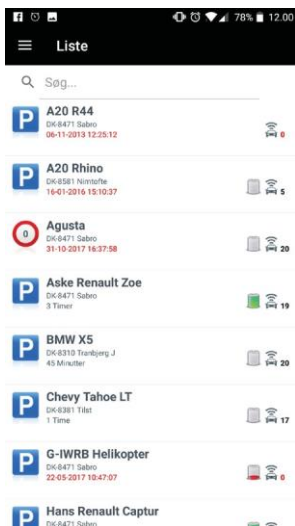 78% 12.00
Liste
Søg...
P
A20 R44
DK-8471 Sabro
06-11-2013 12:25:12
0
P
A20 Rhino
DK-8581 Nimtofte
16-01-2016 15:10:37
5
0
Agusta
DK-8471 Sabro
31-10-2017 16:37:58
20
P
Aske Renault Zoe
DK-8471 Sabro
3 Timer
19
P
BMW X5
DK-8310 Tranbjerg J
45 Minutter
20
P
Chevy Tahoe LT
DK-8381 Tilst
1 Time
17
P
G-IWRB Helikopter
DK-8471 Sabro
22-05-2017 10:47:07
0
P
Hans Renault Captur
DK-8471 Sabro